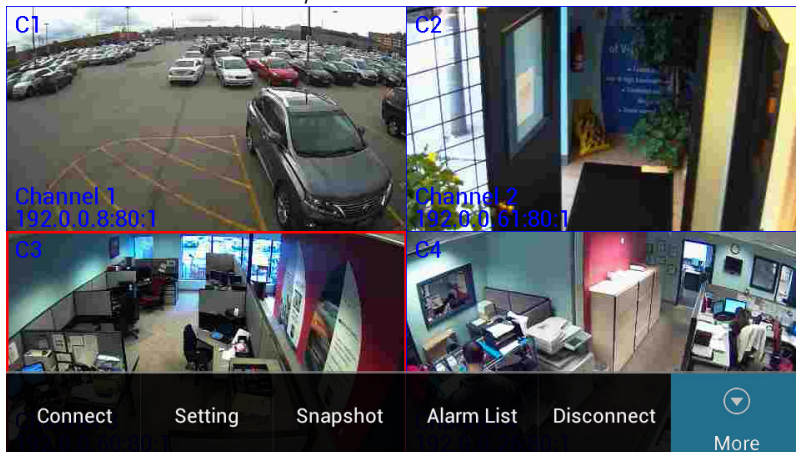 C1
C2
Channel 1
192.0.0.8:80:1
Channel 2
192.0.0.61:80:1
C3
C4
Connect
Setting
Snapshot
Alarm List
Disconnect
More